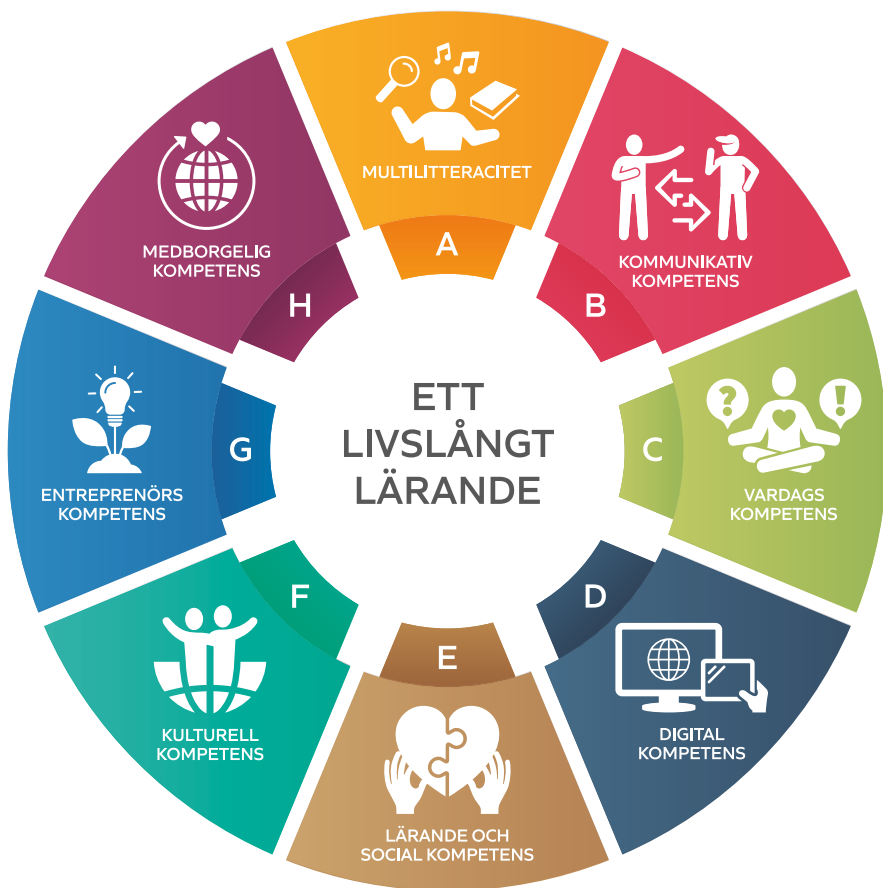 MULTILITTERACITET
A
KOMMUNIKATIV
KOMPETENS
B
?
!
VARDAGS
KOMPETENS
C
DIGITAL
KOMPETENS
D
LÄRANDE OCH
SOCIAL KOMPETENS
E
KULTURELL
KOMPETENS
F
ENTREPRENÖRS
KOMPETENS
G
MEDBORGELIG
KOMPETENS
H
ETT
LIVSLÅNGT
LÄRANDE